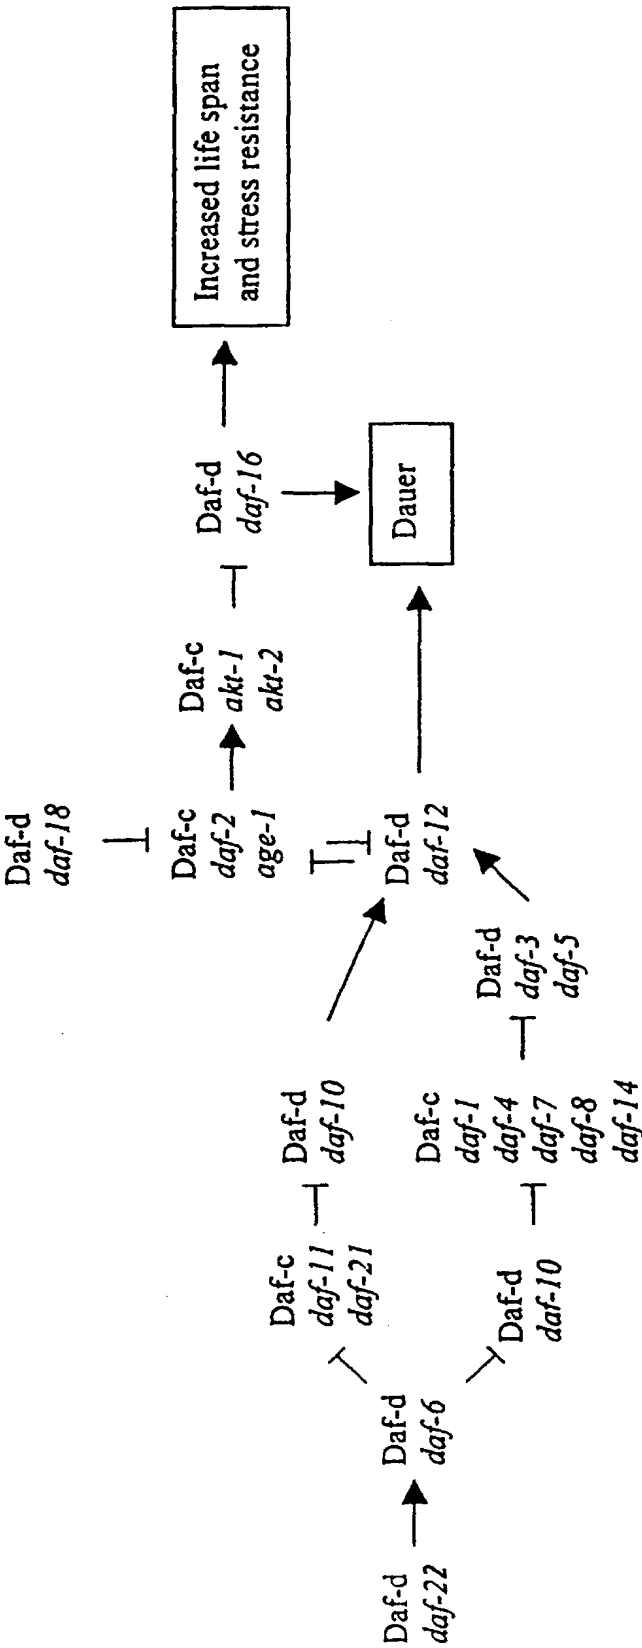 Daf-d
daf-22
Daf-d
daf-6
Daf-c
daf-11
daf-21
Daf-d
daf-10
Daf-d
daf-10
Daf-c
daf-1
daf-4
daf-7
daf-8
daf-14
Daf-d
daf-3
daf-5
Daf-d
daf-18
Daf-c
daf-2
age-1
Daf-d
daf-12
Daf-c
akt-1
akt-2
Daf-d
daf-16
Dauer
Increased life span
and stress resistance